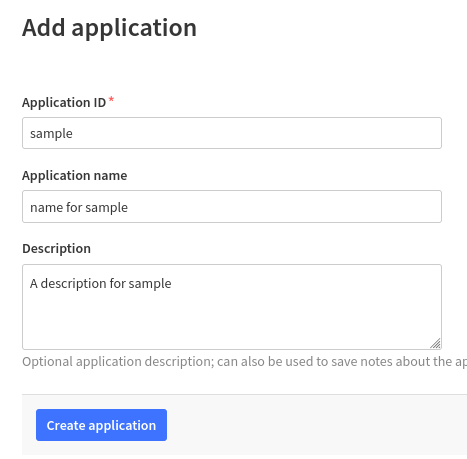 Add application
Application ID *
sample
Application name
name for sample
Description
A description for sample
Optional application description; can also be used to save notes about the
Create application